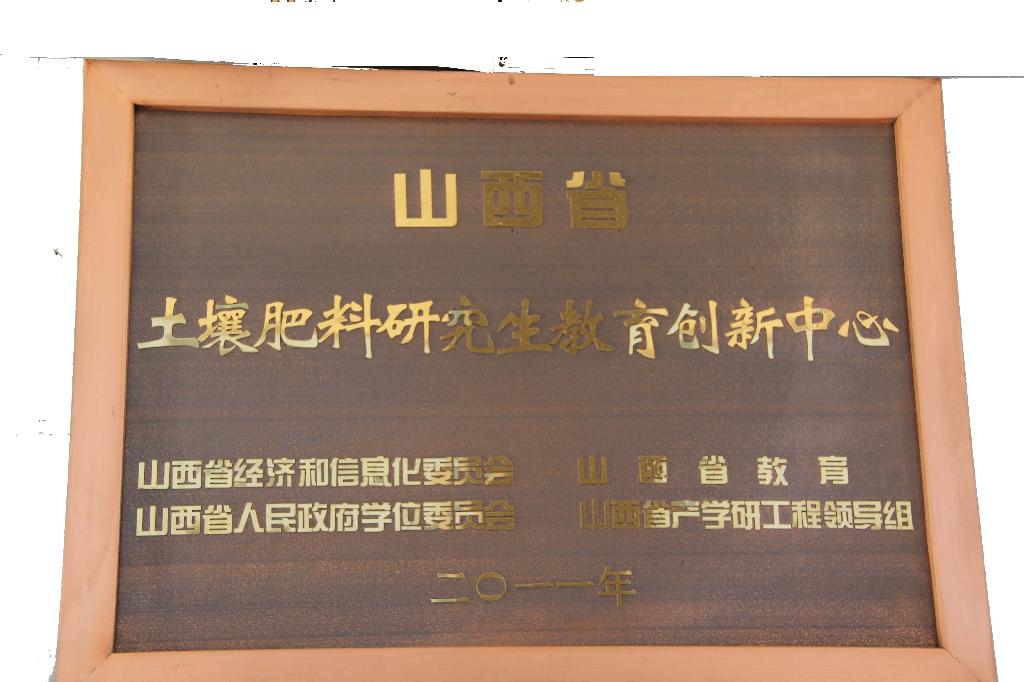 山西省
土壤肥料研究生教育创新中心
山西省经济和信息化委员会 山西省教育
山西省人民政府学位委员会 山西省产学研工程领导组
二〇一一年